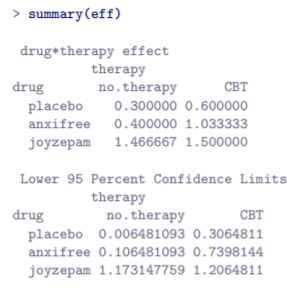 > summary(eff)
drug*therapy effect
therapy
drug no.therapy CBT
placebo 0.300000 0.600000
anxifree 0.400000 1.033333
joyzepam 1.466667 1.500000
Lower 95 Percent Confidence Limits
therapy
drug no.therapy CBT
placebo 0.006481093 0.3064811
anxifree 0.106481093 0.7398144
joyzepam 1.173147759 1.2064811